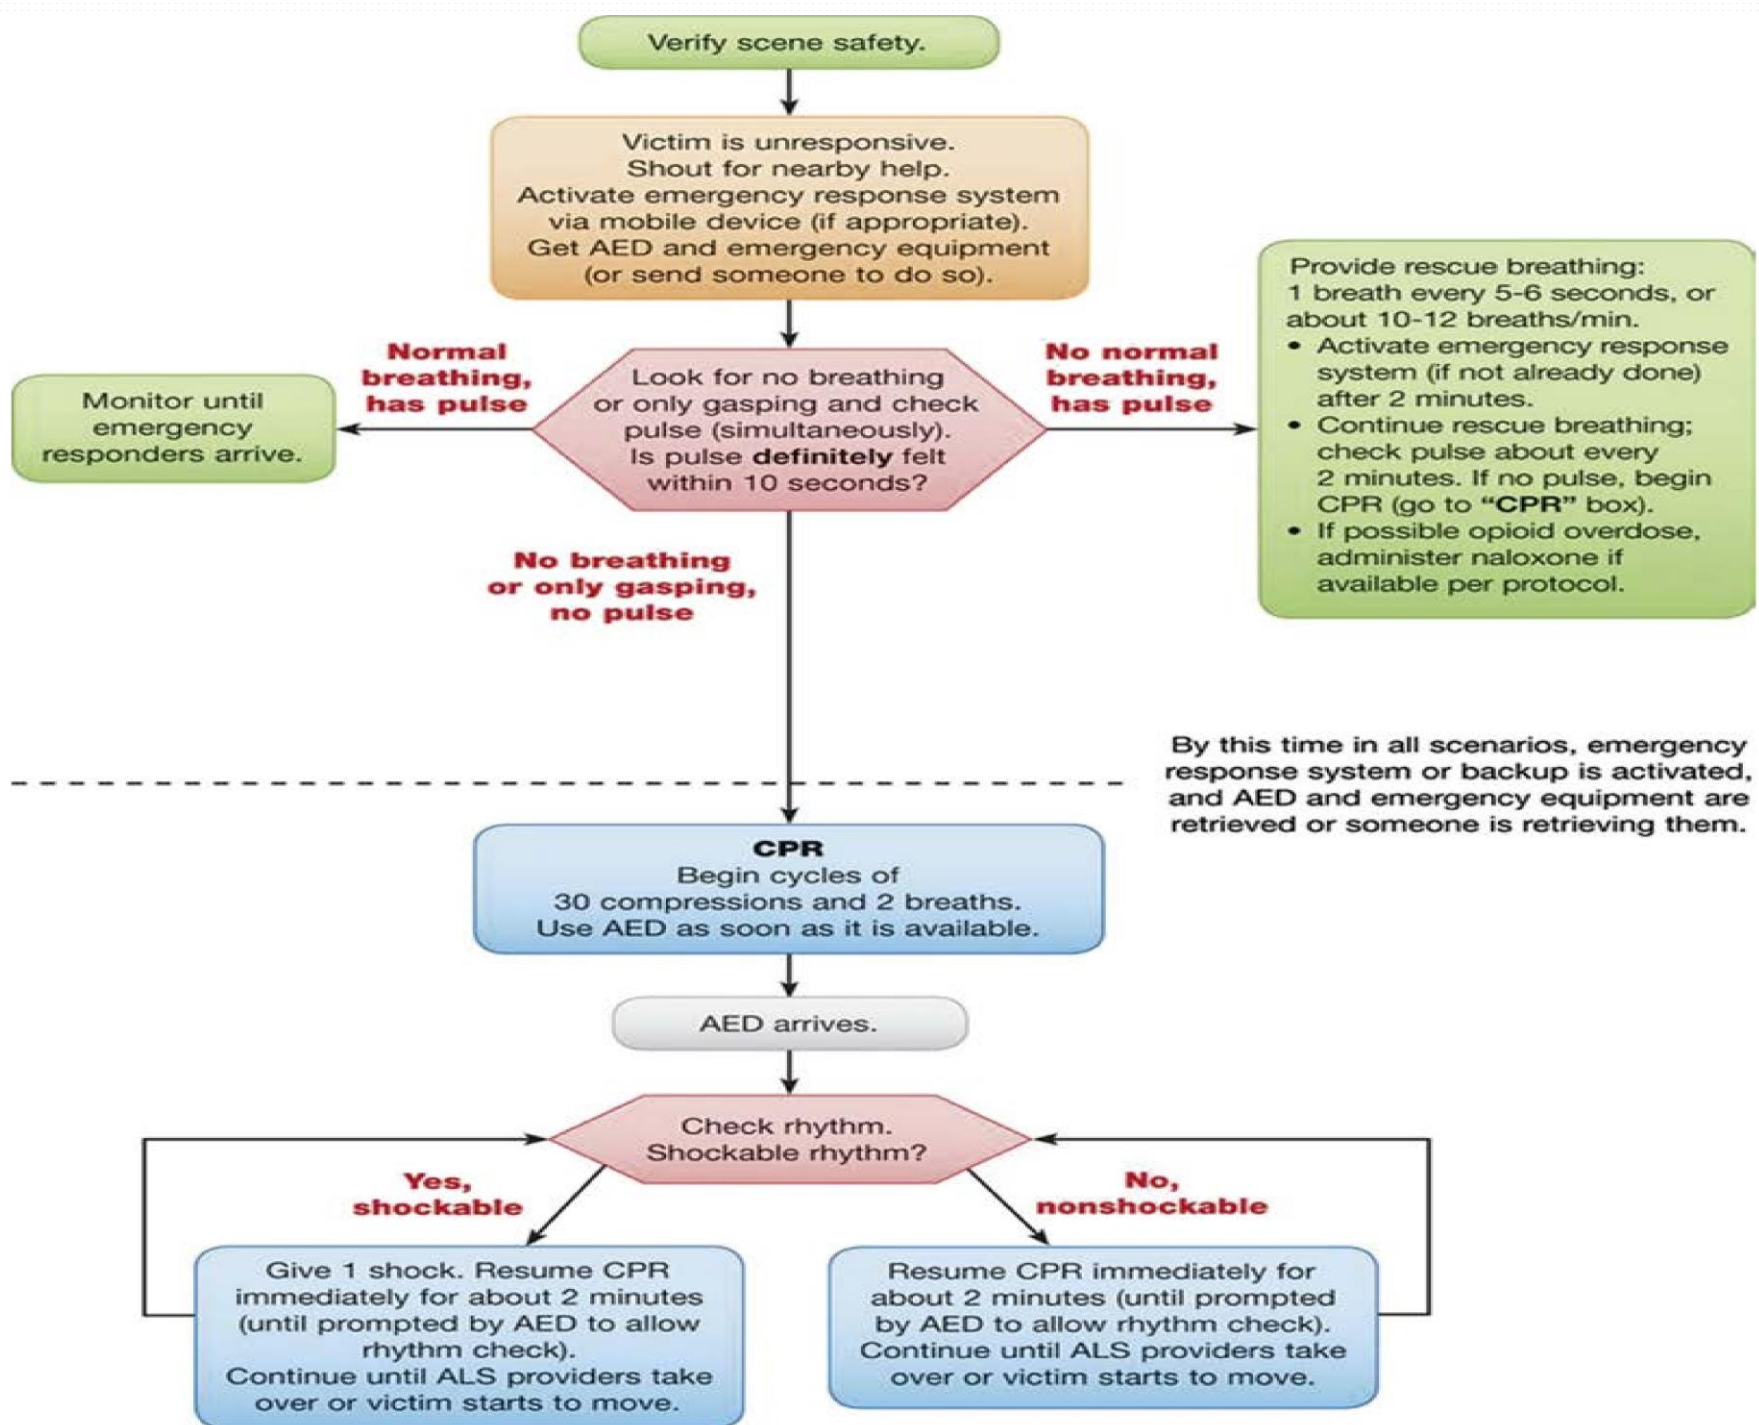 Verify scene safety.
Victim is unresponsive.
Shout for nearby help.
Activate emergency response system
via mobile device (if appropriate).
Get AED and emergency equipment
(or send someone to do so).
Normal
breathing,
has pulse
Monitor until
emergency
responders arrive.
Look for no breathing
or only gasping and check
pulse (simultaneously).
Is pulse definitely felt
within 10 seconds?
No normal
breathing,
has pulse
Provide rescue breathing:
1 breath every 5-6 seconds, or
about 10-12 breaths/min.
• Activate emergency response
system (if not already done)
after 2 minutes.
• Continue rescue breathing;
check pulse about every
2 minutes. If no pulse, begin
CPR (go to “CPR” box).
• If possible opioid overdose,
administer naloxone if
available per protocol.
No breathing
or only gasping,
no pulse
By this time in all scenarios, emergency
response system or backup is activated,
and AED and emergency equipment are
retrieved or someone is retrieving them.
CPR
Begin cycles of
30 compressions and 2 breaths.
Use AED as soon as it is available.
AED arrives.
Check rhythm.
Shockable rhythm?
Yes,
shockable
No,
nonshockable
Give 1 shock. Resume CPR
immediately for about 2 minutes
(until prompted by AED to allow
rhythm check).
Continue until ALS providers take
over or victim starts to move.
Resume CPR immediately for
about 2 minutes (until prompted
by AED to allow rhythm check).
Continue until ALS providers take
over or victim starts to move.